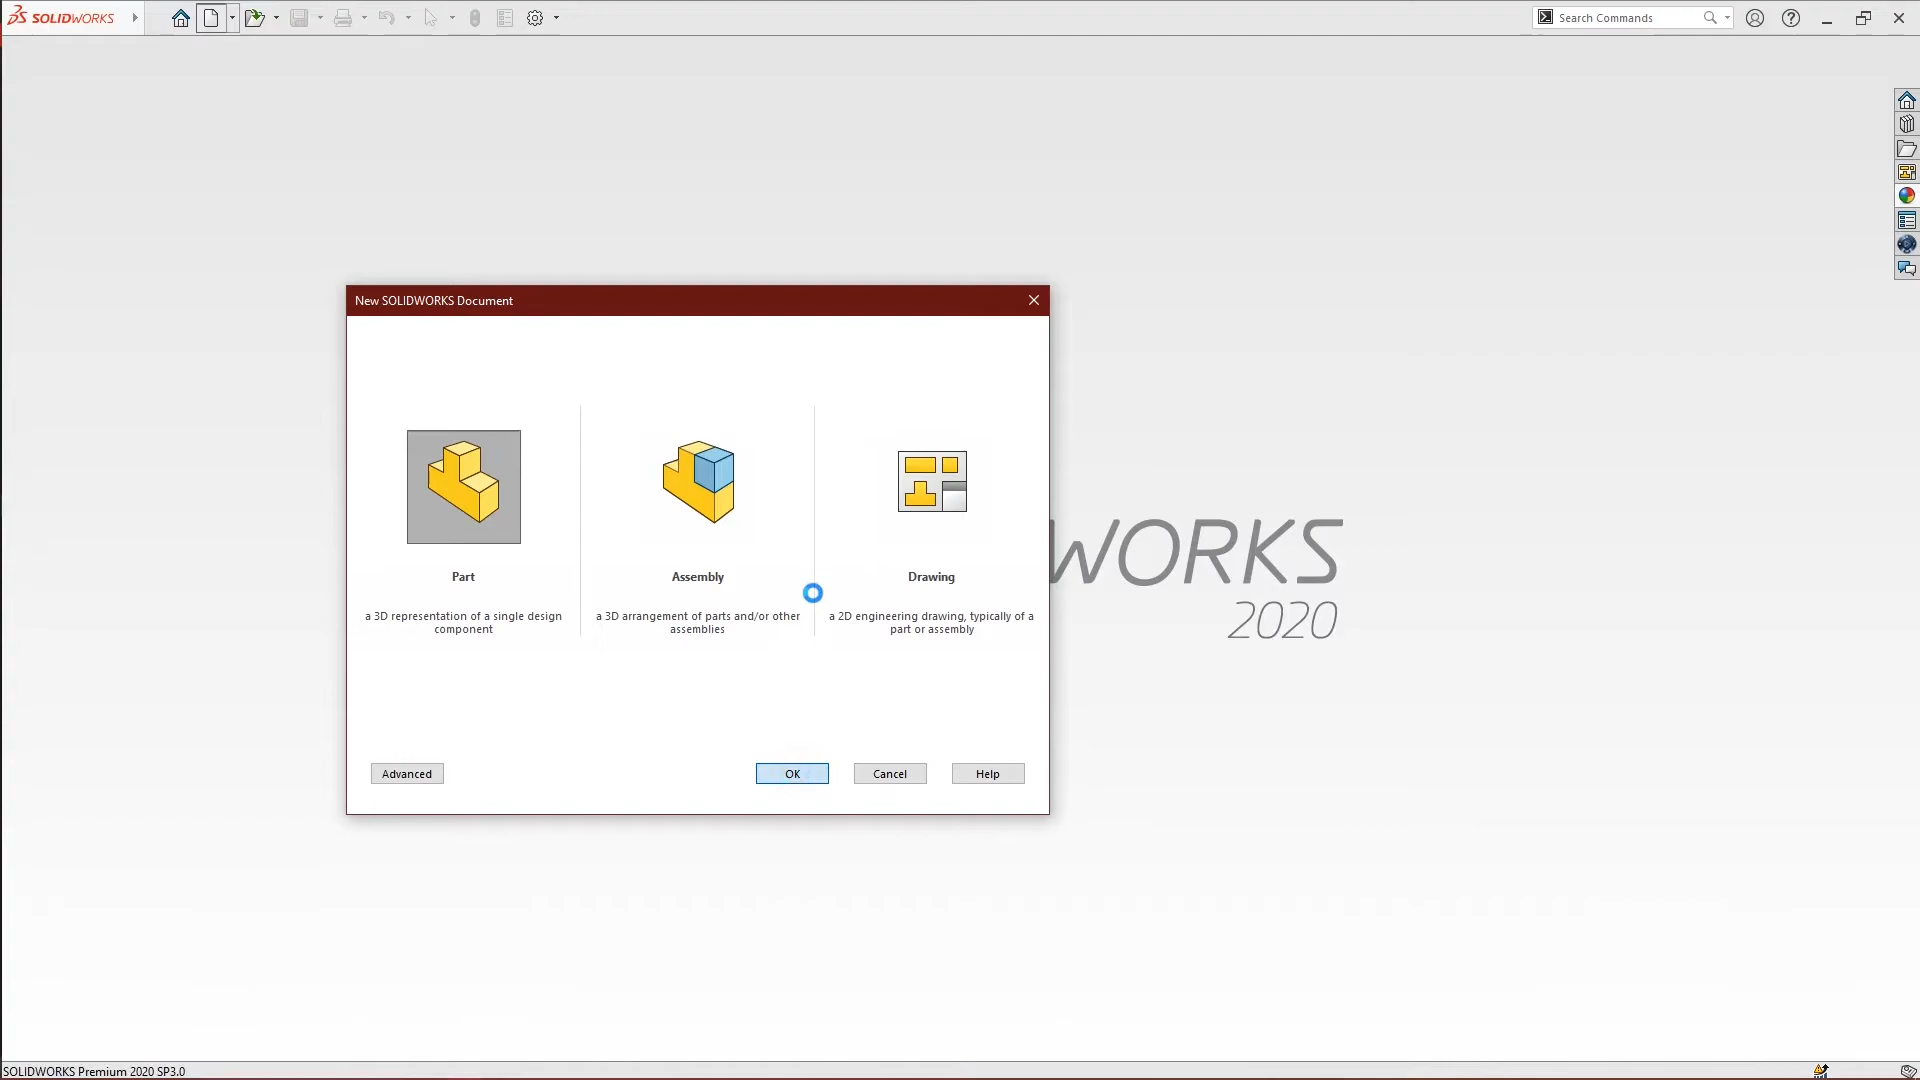 SOLIDWORKS
Search Commands
New SOLIDWORKS Document
Part
a 3D representation of a single design
component
Assembly
a 3D arrangement of parts and/or other
assemblies
Drawing
a 2D engineering drawing, typically of a
part or assembly
WORKS
2020
Advanced
OK
Cancel
Help
SOLIDWORKS Premium 2020 SP3.0